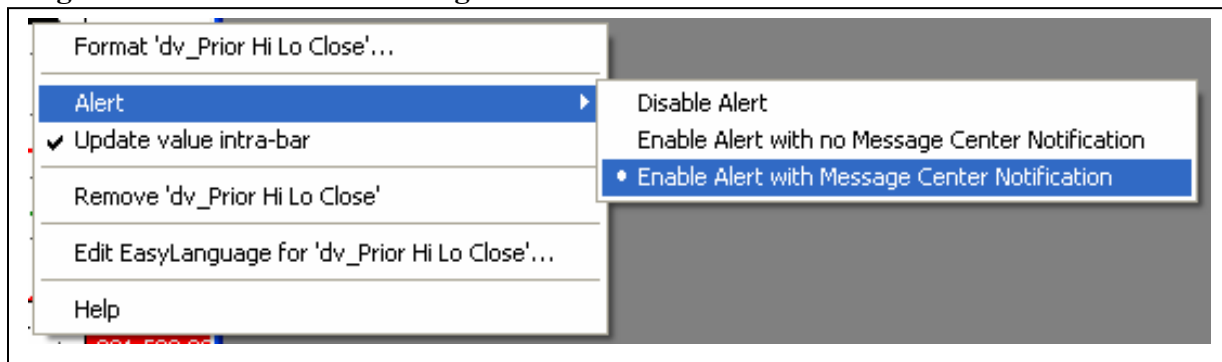 Format 'dv_Prior Hi Lo Close'...
Alert
Update value intra-bar
Remove 'dv_Prior Hi Lo Close'
Edit EasyLanguage for 'dv_Prior Hi Lo Close'...
Help
Disable Alert
Enable Alert with no Message Center Notification
Enable Alert with Message Center Notification